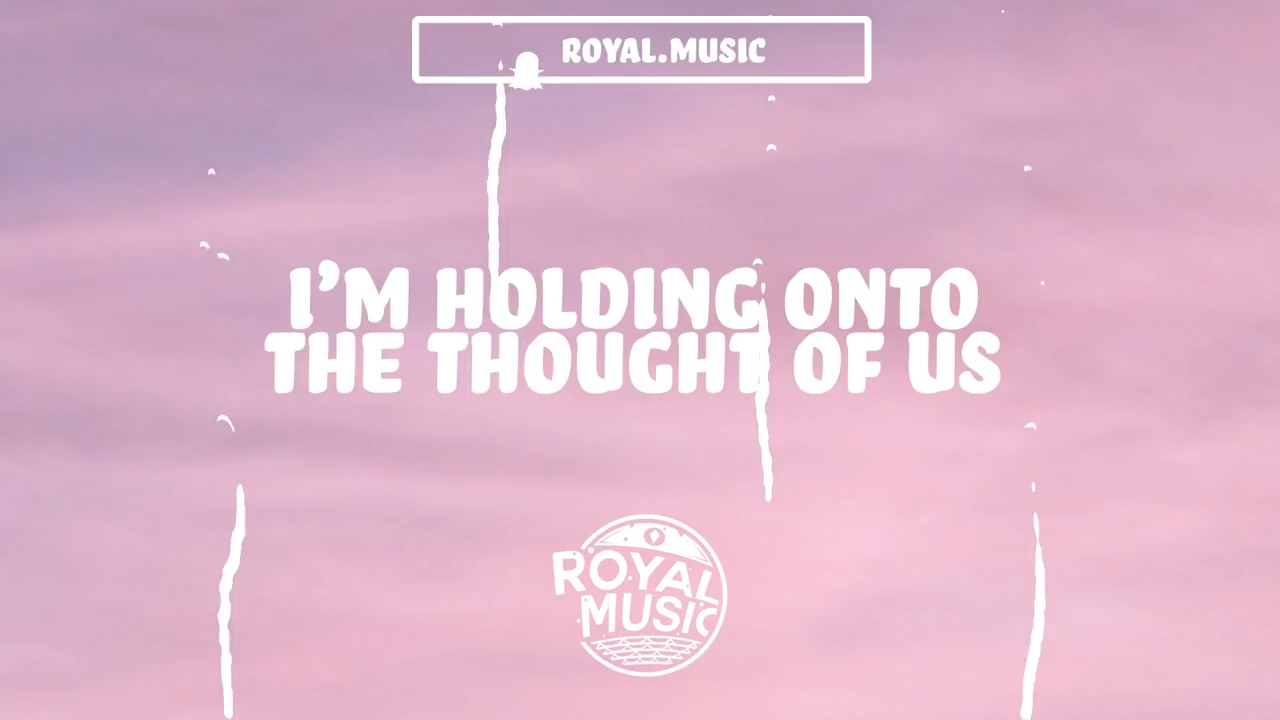 ROYAL.MUSIC
I'M HOLDING ONTO
THE THOUGHT OF US
ROYAL
MUSIC